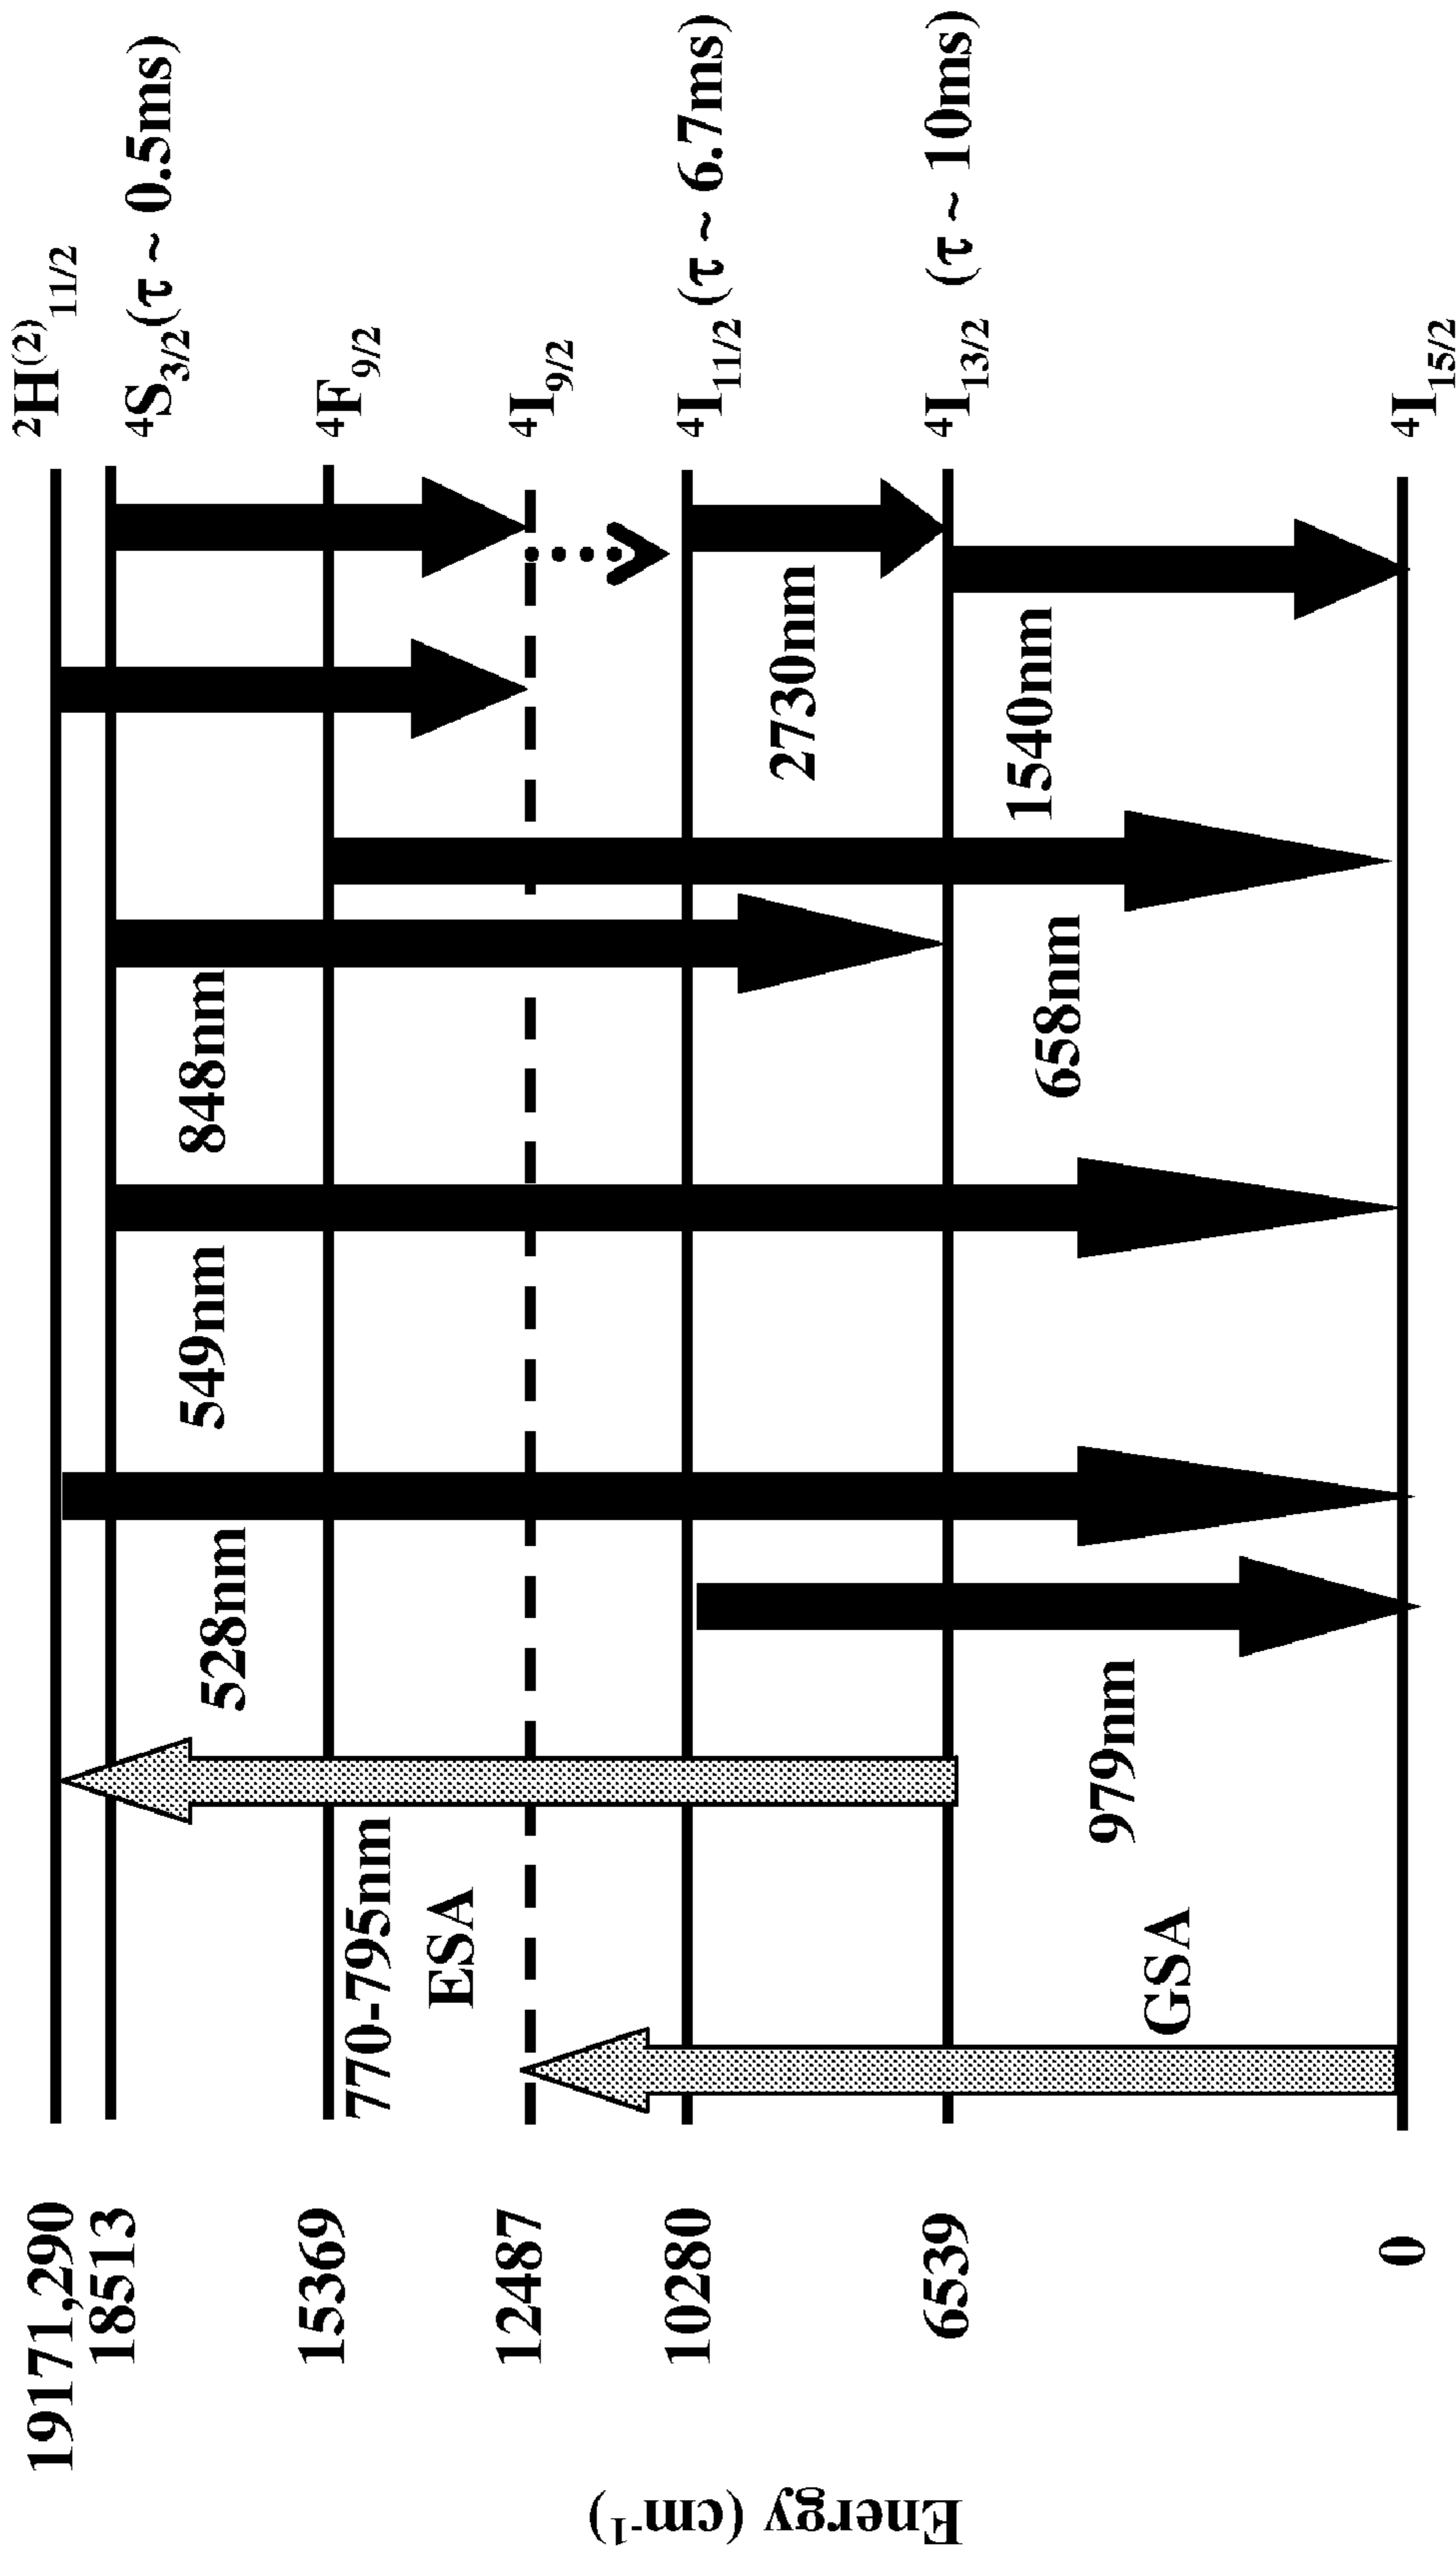 19171,290
18513
15369
12487
10280
6539
0
Energy (cm⁻¹)
²H⁽²⁾₁₁/₂
⁴S₃/₂(τ ~ 0.5ms)
⁴F₉/₂
⁴I₉/₂
⁴I₁₁/₂ (τ ~ 6.7ms)
⁴I₁₃/₂ (τ ~ 10ms)
⁴I₁₅/₂
770-795nm
ESA
GSA
979nm
528nm
549nm
848nm
658nm
2730nm
1540nm